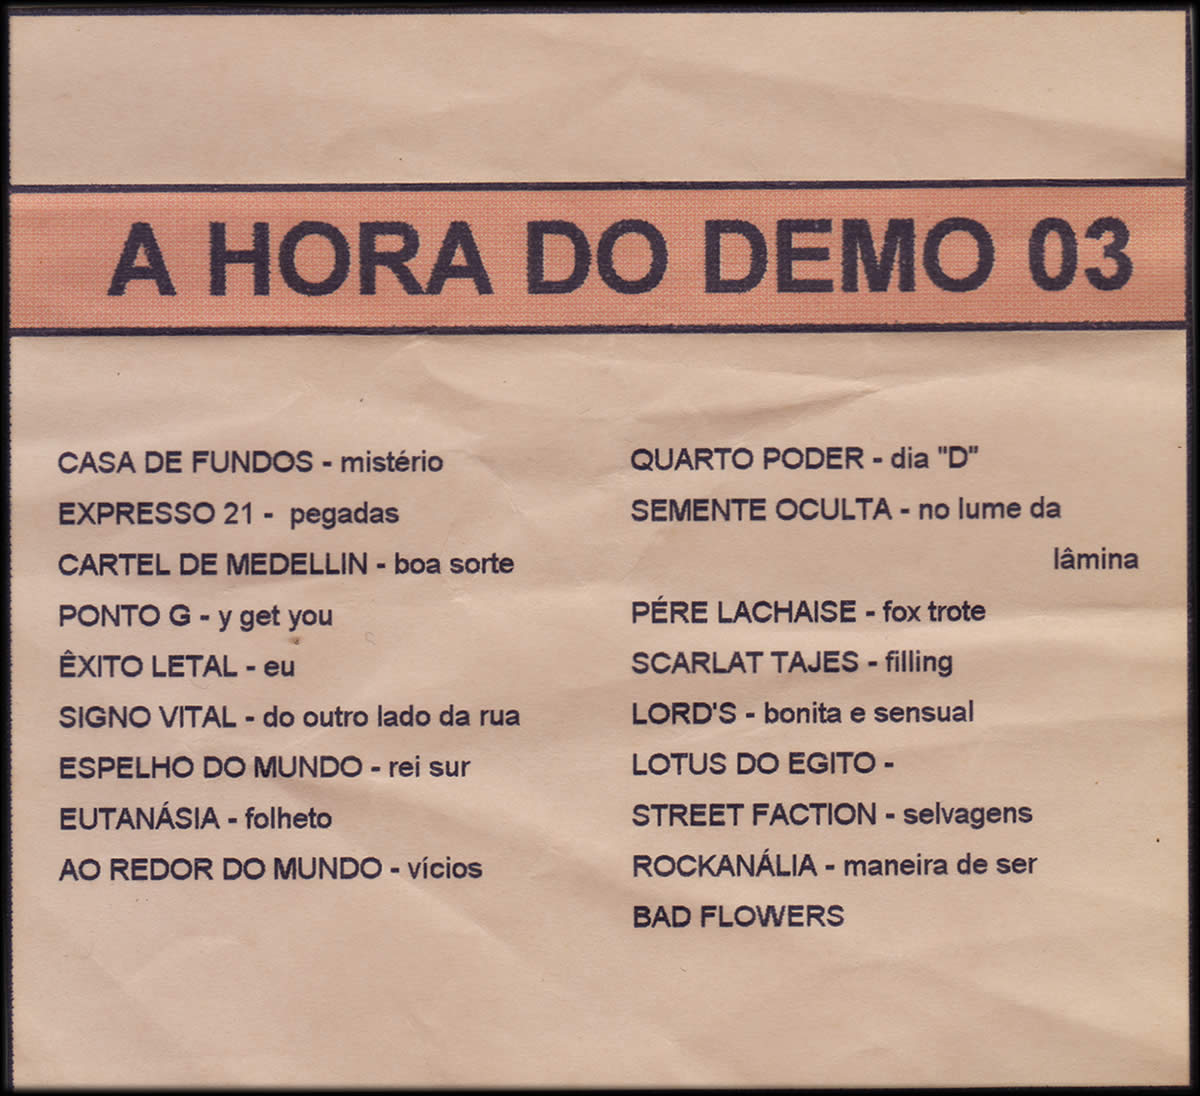 A HORA DO DEMO 03
CASA DE FUNDOS - mistério
EXPRESSO 21 - pegadas
CARTEL DE MEDELLIN - boa sorte
PONTO G - y get you
ÊXITO LETAL - eu
SIGNO VITAL - do outro lado da rua
ESPELHO DO MUNDO - rei sur
EUTANÁSIA - folheto
AO REDOR DO MUNDO - vícios
QUARTO PODER - dia "D"
SEMENTE OCULTA - no lume da
lâmina
PÉRE LACHAISE - fox trote
SCARLAT TAJES - filling
LORD'S - bonita e sensual
LOTUS DO EGITO -
STREET FACTION - selvagens
ROCKANÁLIA - maneira de ser
BAD FLOWERS